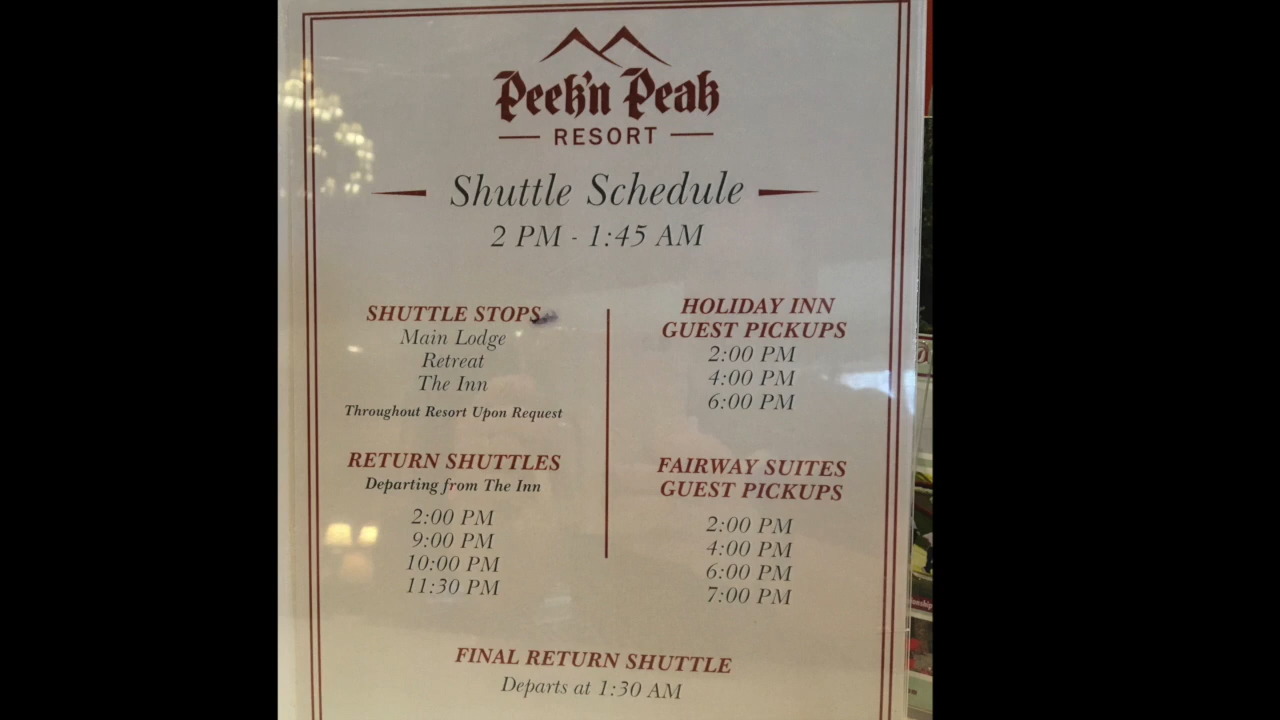 Peek'n Peak
RESORT
Shuttle Schedule
2 PM - 1:45 AM
SHUTTLE STOPS
Main Lodge
Retreat
The Inn
Throughout Resort Upon Request
RETURN SHUTTLES
Departing from The Inn
2:00 PM
9:00 PM
10:00 PM
11:30 PM
HOLIDAY INN
GUEST PICKUPS
2:00 PM
4:00 PM
6:00 PM
FAIRWAY SUITES
GUEST PICKUPS
2:00 PM
4:00 PM
6:00 PM
7:00 PM
FINAL RETURN SHUTTLE
Departs at 1:30 AM